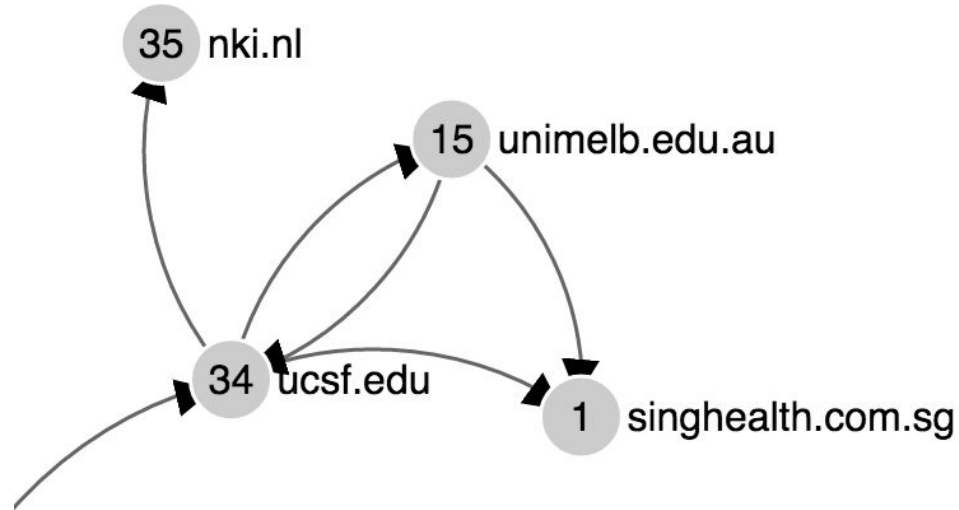 35 nki.nl
15 unimelb.edu.au
34 ucsf.edu
1 singhealth.com.sg